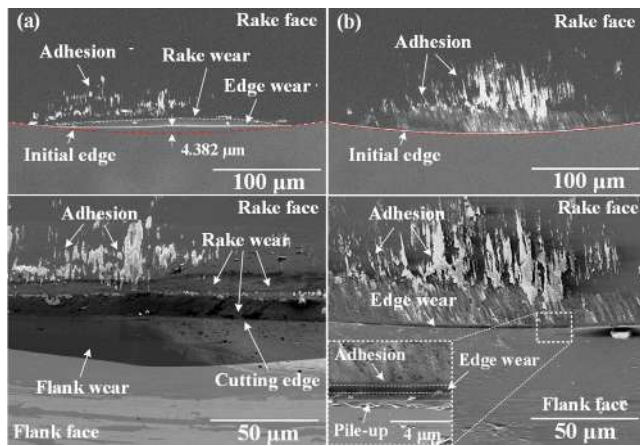 (a)
Rake face
Adhesion
Rake wear
Edge wear
Initial edge
4.382 μm
100 μm
(b)
Rake face
Adhesion
Initial edge
100 μm
Rake face
Adhesion
Rake wear
Flank wear
Cutting edge
Flank face
50 μm
Rake face
Adhesion
Edge wear
Adhesion
Edge wear
Pile-up
4 μm
Flank face
50 μm